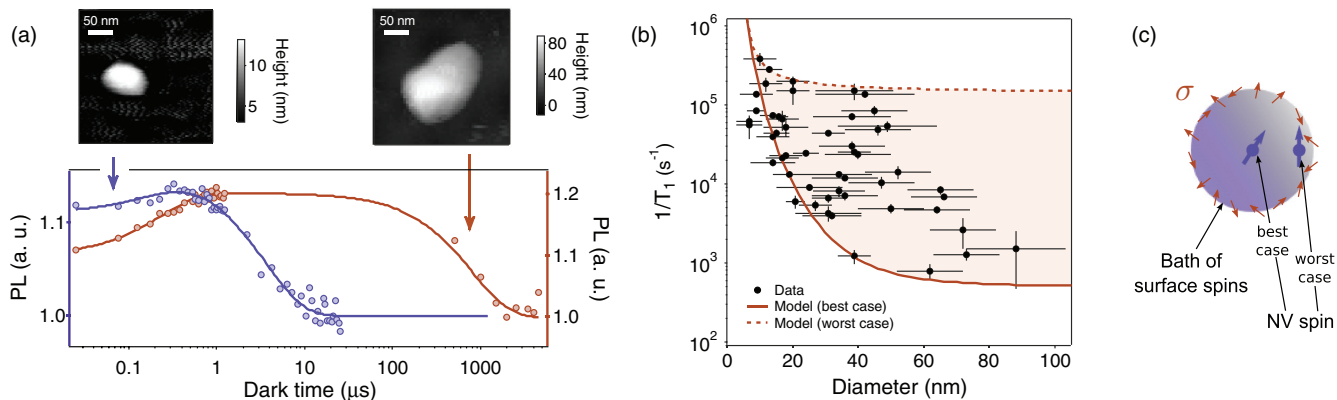 (a)
50 nm
10
5
Height (nm)
50 nm
80
40
0
Height (nm)
PL (a. u.)
1.1
1.0
1.2
1.1
1.0
PL (a. u.)
0.1
1
10
100
1000
Dark time (μs)
(b)
1/T1 (s-1)
10^6
10^5
10^4
10^3
10^2
Data
Model (best case)
Model (worst case)
0
20
40
60
80
100
Diameter (nm)
(c)
σ
best
case
worst
case
Bath of
surface spins
NV spin